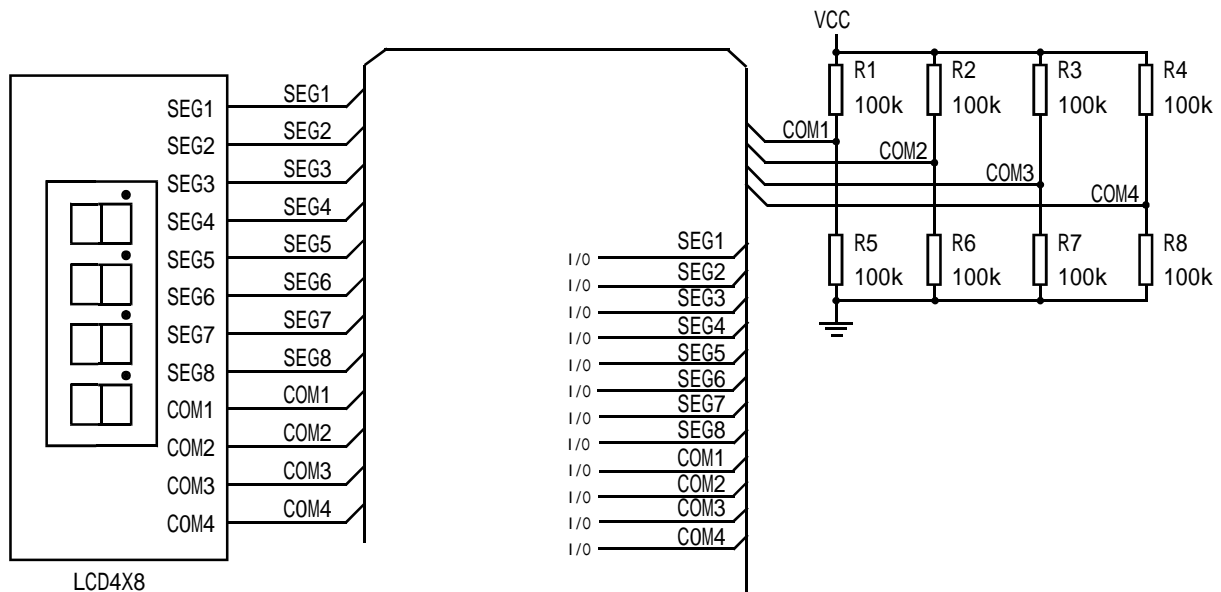 VCC
R1 R2 R3 R4
100k 100k 100k 100k
COM1
COM2
COM3
COM4
R5 R6 R7 R8
100k 100k 100k 100k
SEG1 SEG1
SEG2 SEG2
SEG3 SEG3
SEG4 SEG4
SEG5 SEG5
SEG6 SEG6
SEG7 SEG7
SEG8 SEG8
COM1 COM1
COM2 COM2
COM3 COM3
COM4 COM4
LCD4X8
I/O SEG1
I/O SEG2
I/O SEG3
I/O SEG4
I/O SEG5
I/O SEG6
I/O SEG7
I/O SEG8
I/O COM1
I/O COM2
I/O COM3
I/O COM4